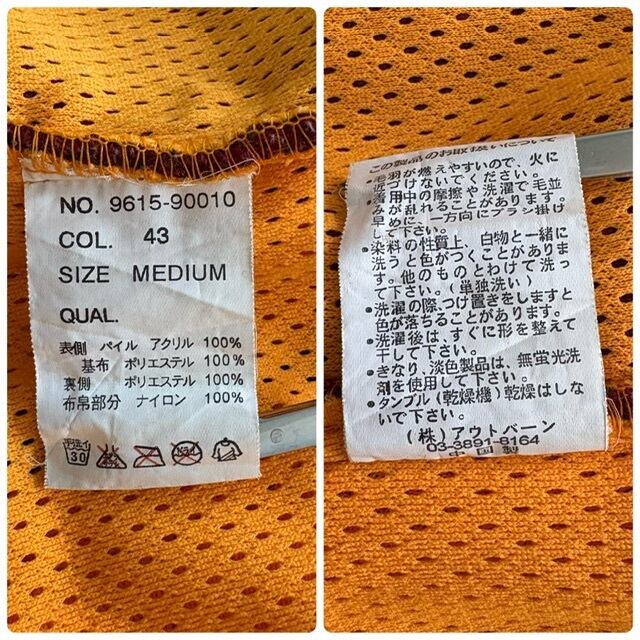 NO. 9615-90010
COL. 43
SIZE MEDIUM
QUAL.
表側 パイル アクリル 100%
基布 ポリエステル 100%
裏側 ポリエステル 100%
布帛部分 ナイロン 100%
手洗イ
30
この製品のお取扱いについて
•毛羽が燃えやすいので、火に
近づけないでください。
•着用中の摩擦や洗濯で毛並
みが乱れることがあります。
早めに、一方向にブラシ掛け
して下さい。
•染料の性質上、白物と一緒に
洗うと色がつくことがありま
す。他のものとわけて洗っ
て下さい。(単独洗い)
•洗濯の際、つけ置きをしますと
色が落ちることがあります。
•洗濯後は、すぐに形を整えて
干して下さい。
•きなり、淡色製品は、無蛍光洗
剤を使用して下さい。
•タンブル(乾燥機)乾燥はしな
いで下さい。
(株)アウトバーン
03-3891-8164
中国製